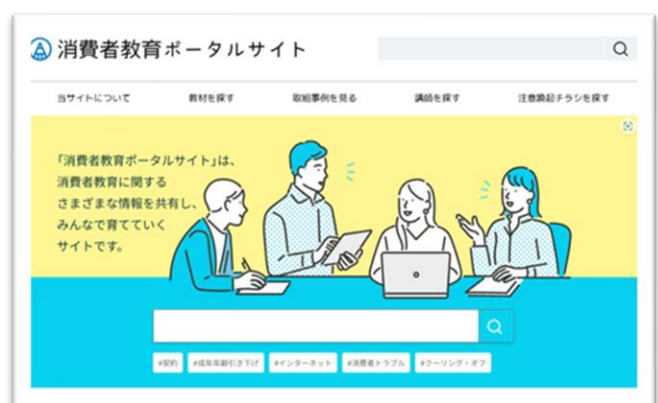 消費者教育ポータルサイト
当サイトについて
教材を探す
取組事例を見る
講師を探す
注意喚起チラシを探す
「消費者教育ポータルサイト」は、
消費者教育に関する
さまざまな情報を共有し、
みんなで育てていく
サイトです。
#契約
#成年年齢引き下げ
#インターネット
#消費者トラブル
#クーリング・オフ